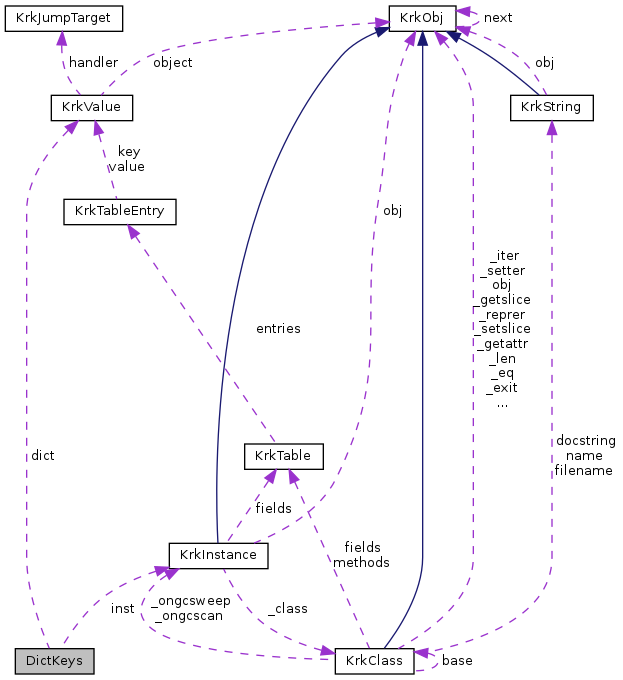 KrkJumpTarget
KrkObj
next
handler
object
obj
KrkValue
KrkString
key
value
KrkTableEntry
obj
_iter
_setter
obj
_getslice
_reprer
_setslice
_getattr
_len
_eq
_exit
...
entries
docstring
name
filename
dict
KrkTable
fields
KrkInstance
fields
methods
inst
_ongcsweep
_ongcscan
_class
DictKeys
KrkClass
base